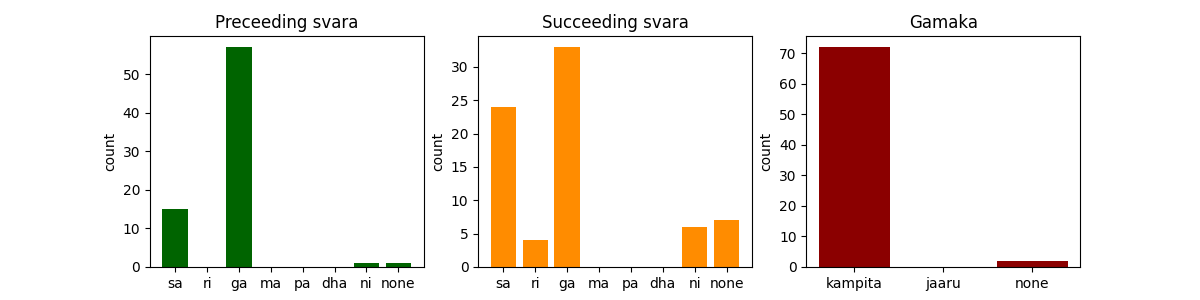 Preceeding svara
count
50
40
30
20
10
0
sa ri ga ma pa dha ni none
Succeeding svara
count
30
25
20
15
10
5
0
sa ri ga ma pa dha ni none
Gamaka
count
70
60
50
40
30
20
10
0
kampita jaaru none